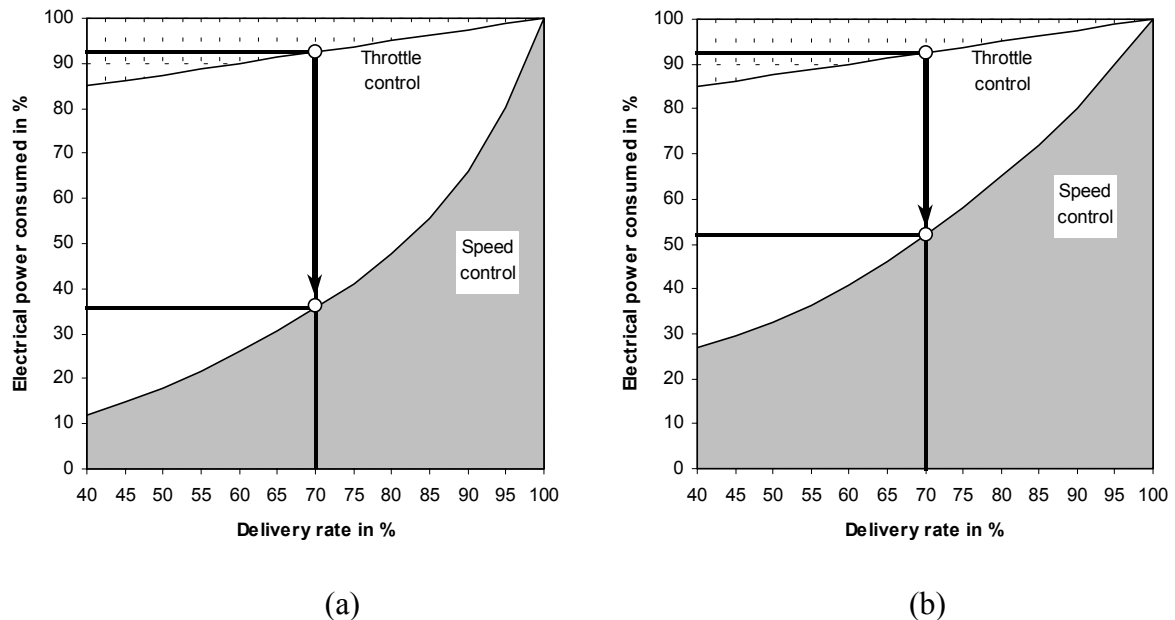 100
90
80
70
60
50
40
30
20
10
0
Electrical power consumed in %
Throttle
control
Speed
control
40 45 50 55 60 65 70 75 80 85 90 95 100
Delivery rate in %
(a)
100
90
80
70
60
50
40
30
20
10
0
Electrical power consumed in %
Throttle
control
Speed
control
40 45 50 55 60 65 70 75 80 85 90 95 100
Delivery rate in %
(b)